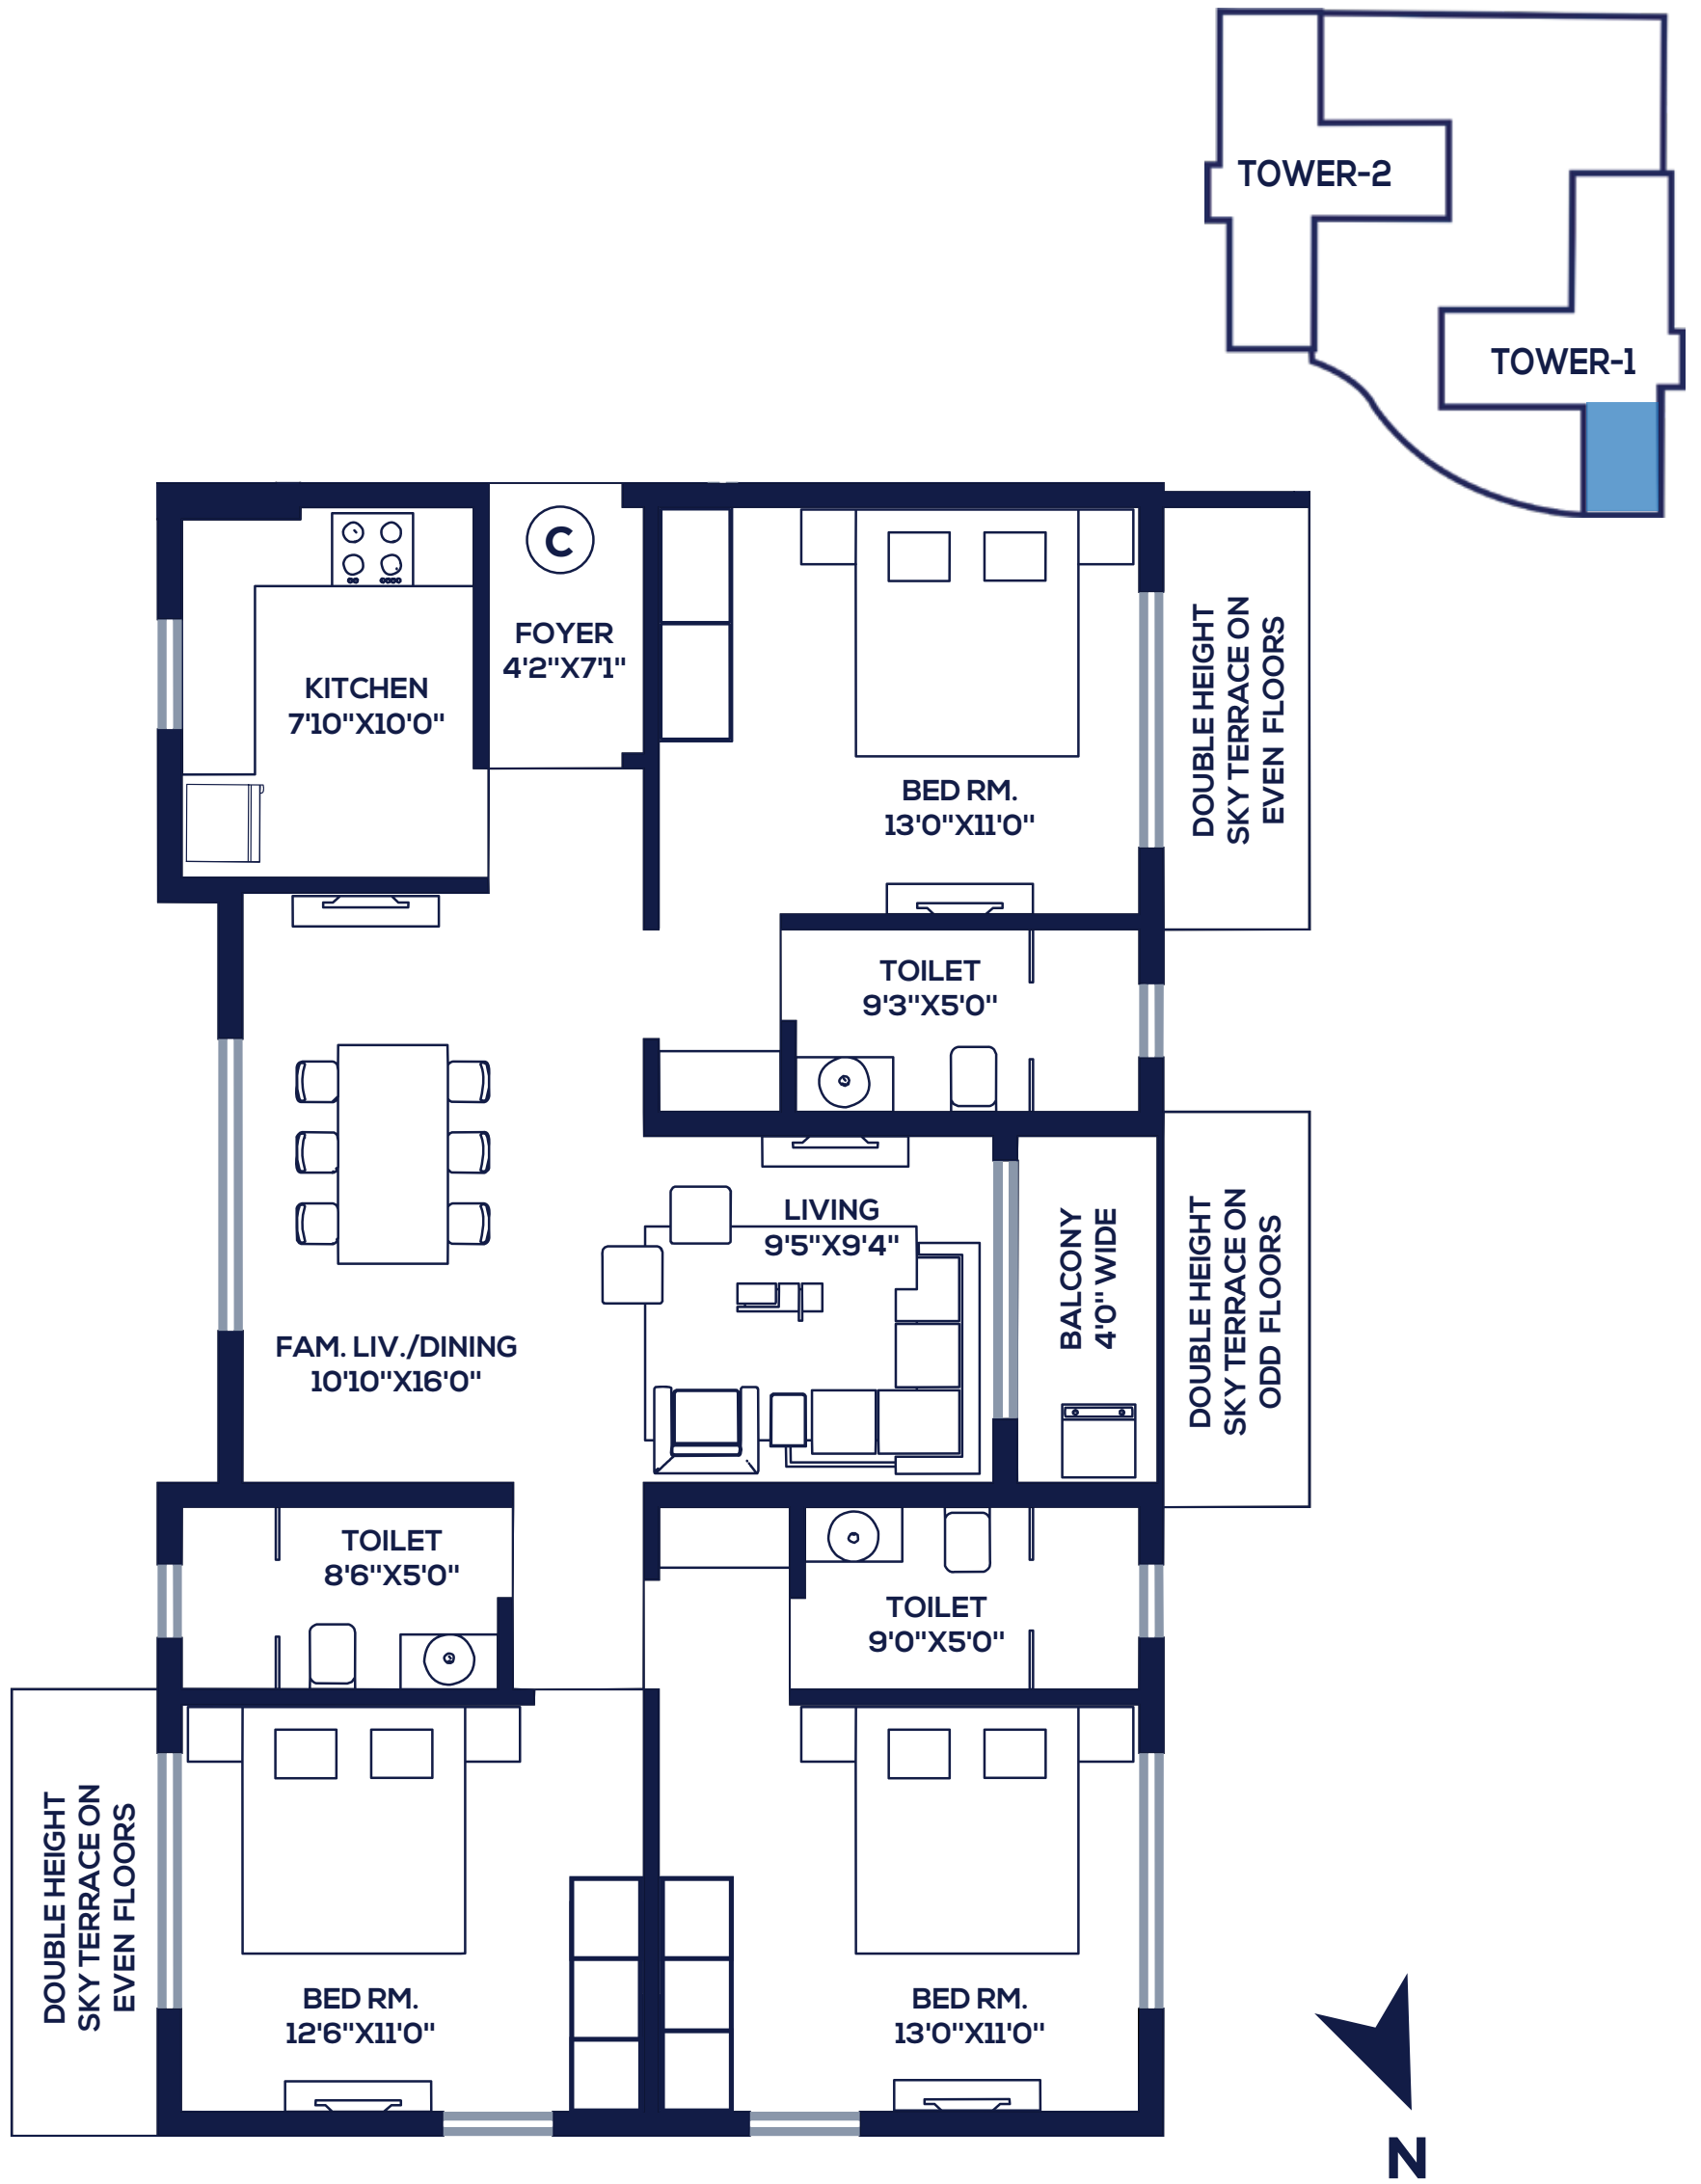 TOWER-2
TOWER-1
C
FOYER
4'2"X7'1"
KITCHEN
7'10"X10'0"
BED RM.
13'0"X11'0"
DOUBLE HEIGHT
SKY TERRACE ON
EVEN FLOORS
TOILET
9'3"X5'0"
LIVING
9'5"X9'4"
BALCONY
4'0" WIDE
DOUBLE HEIGHT
SKY TERRACE ON
ODD FLOORS
FAM. LIV./DINING
10'10"X16'0"
TOILET
8'6"X5'0"
TOILET
9'0"X5'0"
DOUBLE HEIGHT
SKY TERRACE ON
EVEN FLOORS
BED RM.
12'6"X11'0"
BED RM.
13'0"X11'0"
N